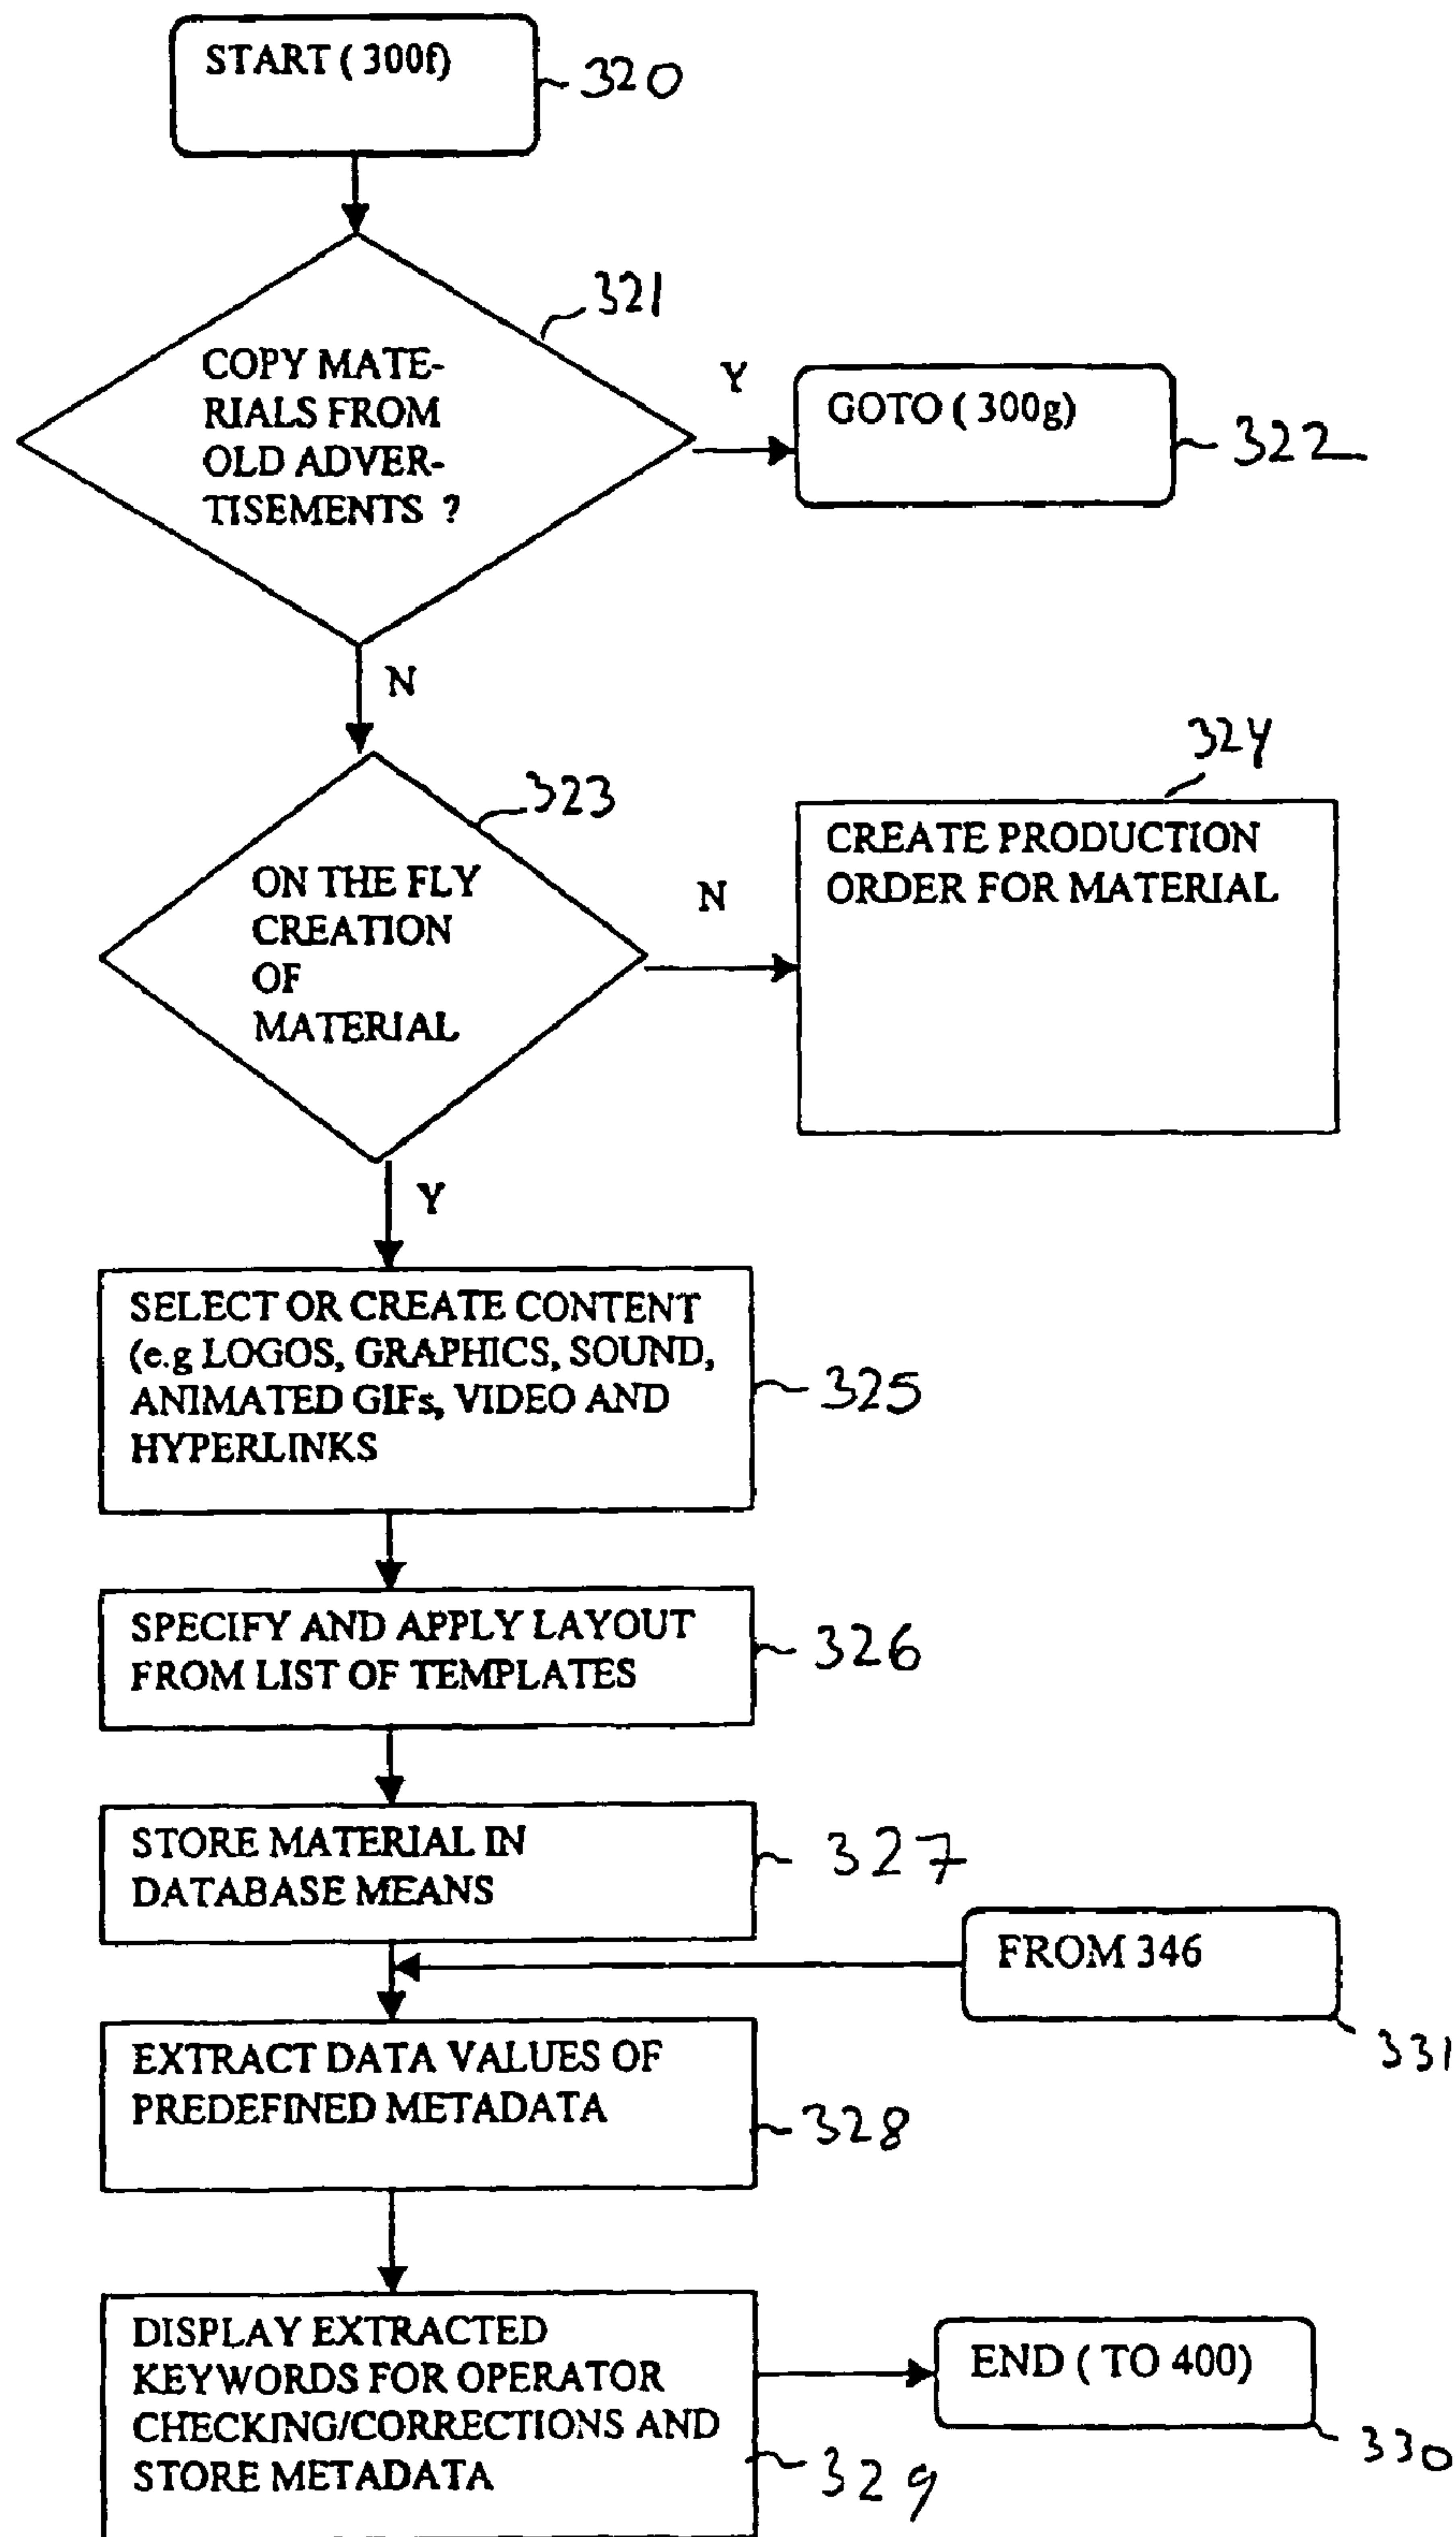 START ( 300f)
320
321
COPY MATE-
RIALS FROM
OLD ADVER-
TISEMENTS ?
Y
GOTO ( 300g)
322
N
323
324
ON THE FLY
CREATION
OF
MATERIAL
N
CREATE PRODUCTION
ORDER FOR MATERIAL
Y
SELECT OR CREATE CONTENT
(e.g LOGOS, GRAPHICS, SOUND,
ANIMATED GIFs, VIDEO AND
HYPERLINKS
325
SPECIFY AND APPLY LAYOUT
FROM LIST OF TEMPLATES
326
STORE MATERIAL IN
DATABASE MEANS
327
FROM 346
331
EXTRACT DATA VALUES OF
PREDEFINED METADATA
328
DISPLAY EXTRACTED
KEYWORDS FOR OPERATOR
CHECKING/CORRECTIONS AND
STORE METADATA
329
END ( TO 400)
330